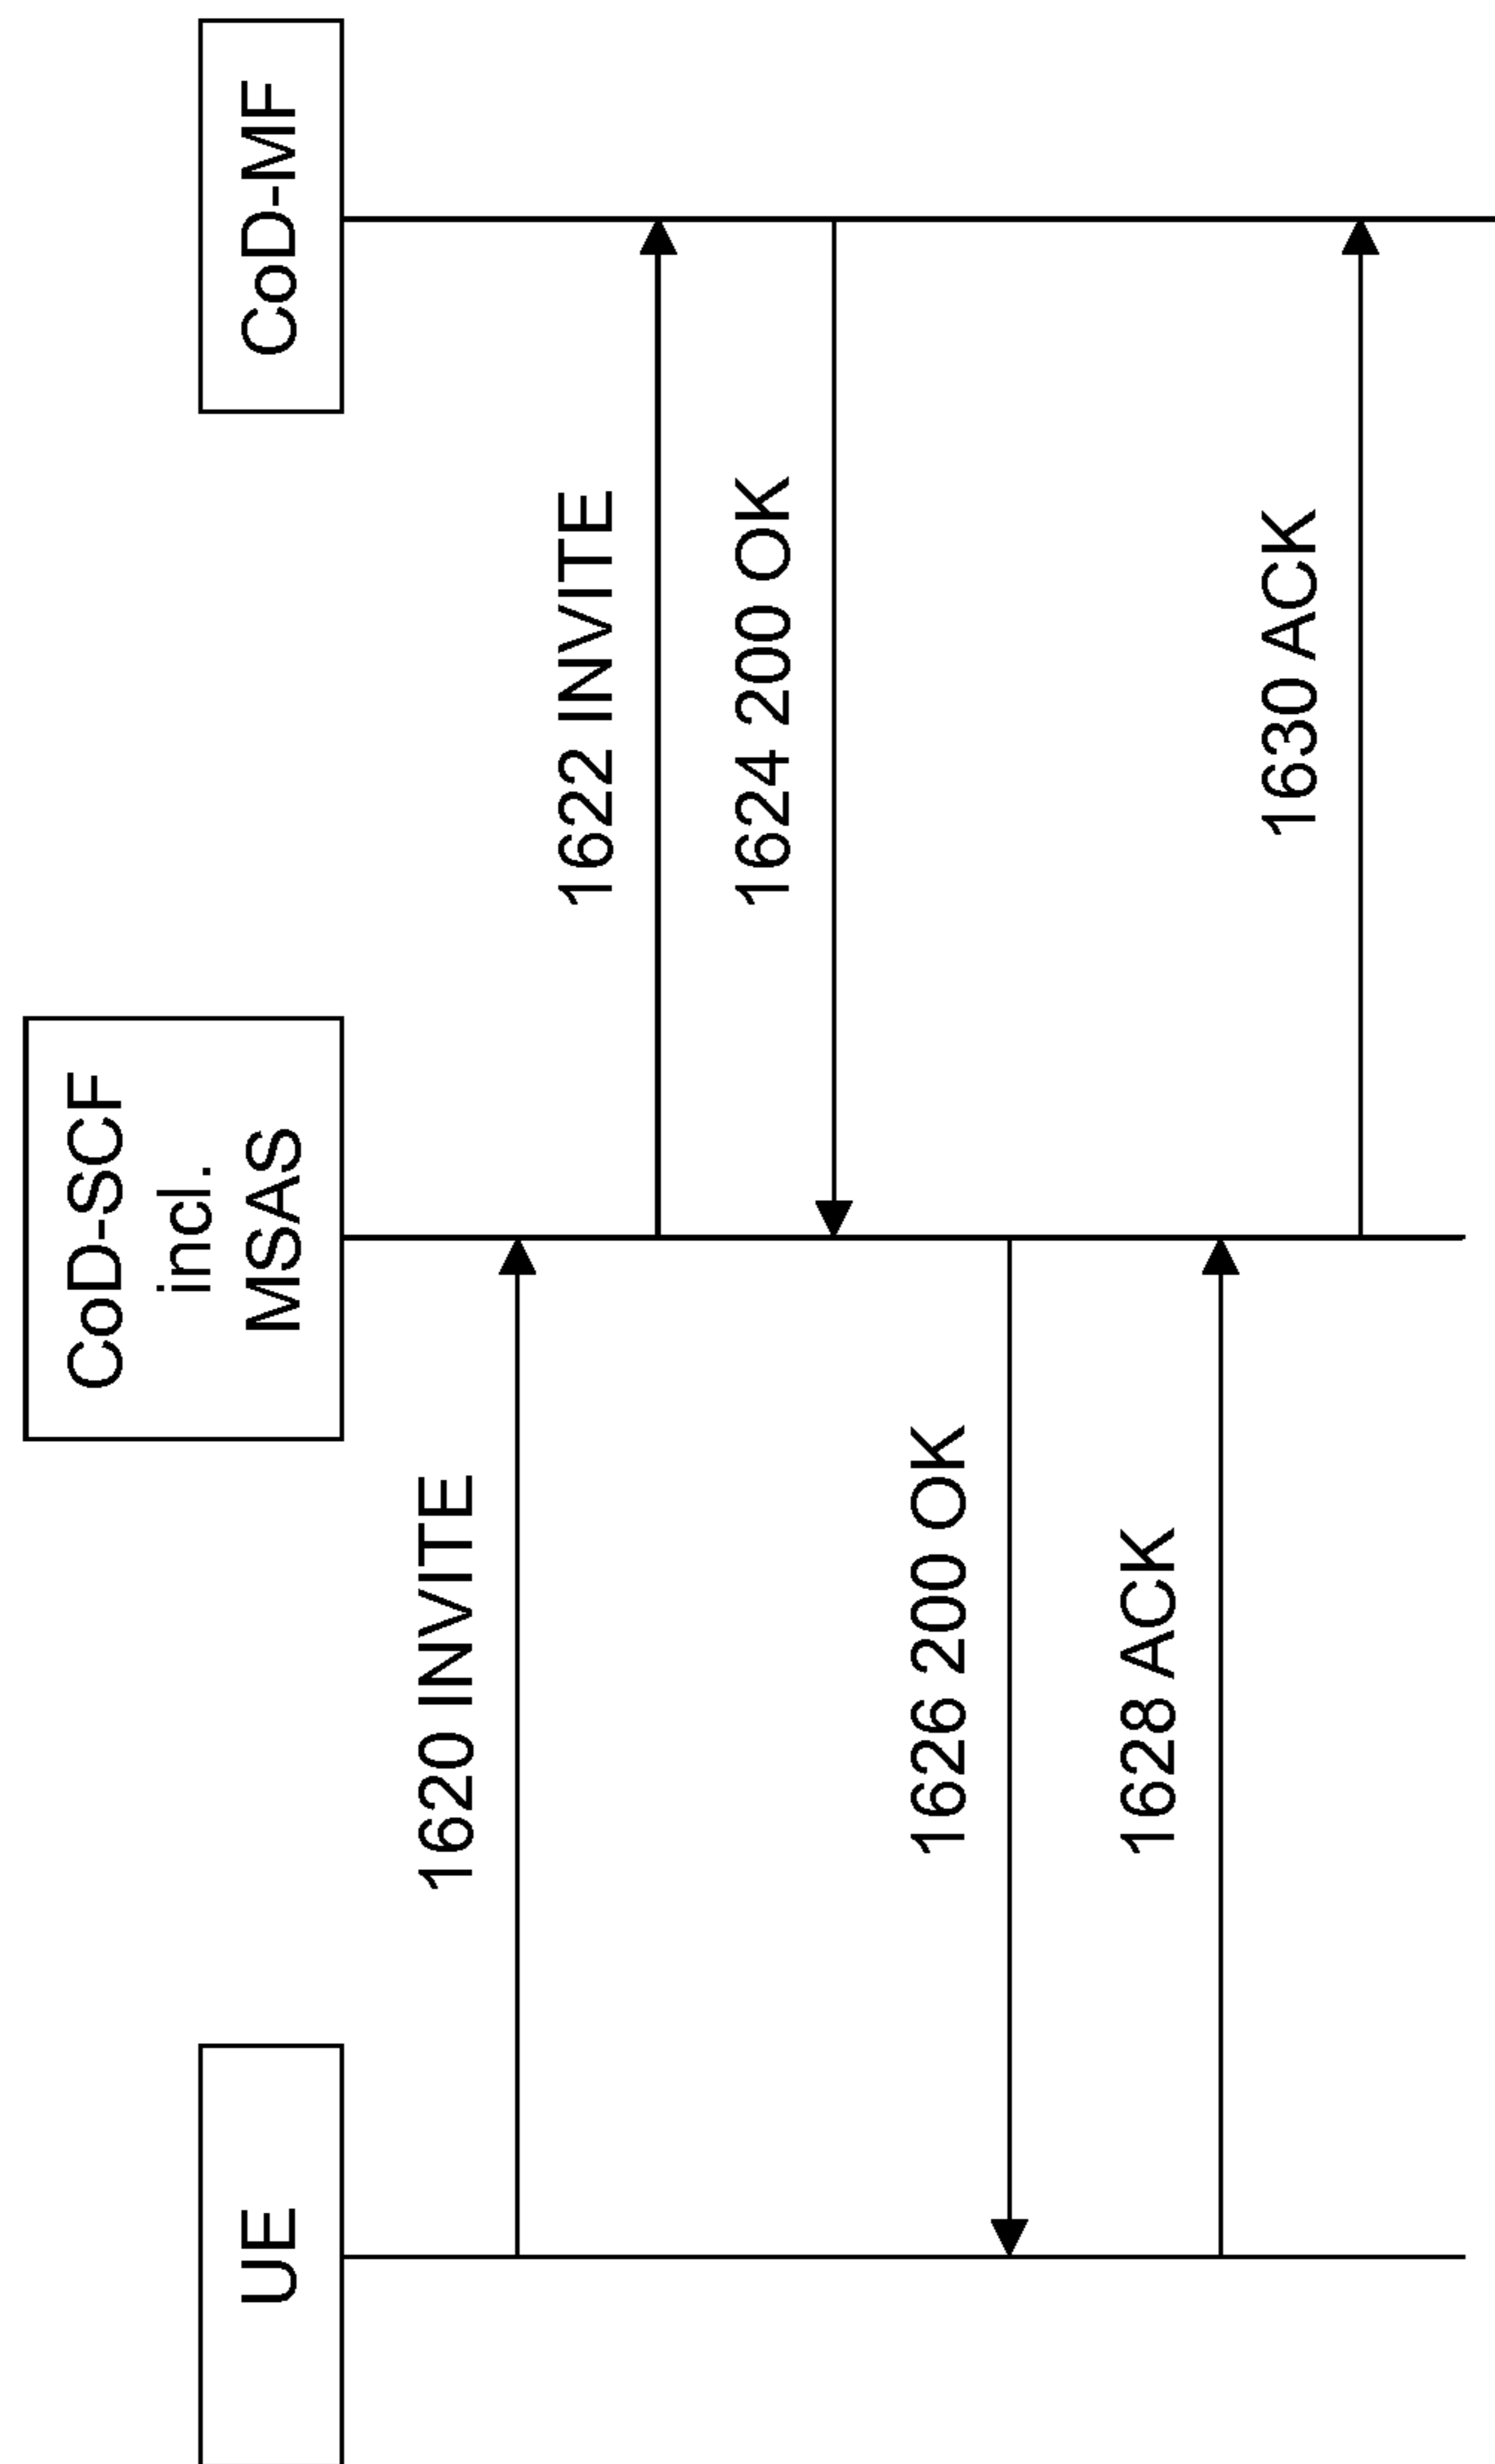 UE
CoD-SCF
incl.
MSAS
CoD-MF
1620 INVITE
1622 INVITE
1624 200 OK
1626 200 OK
1628 ACK
1630 ACK